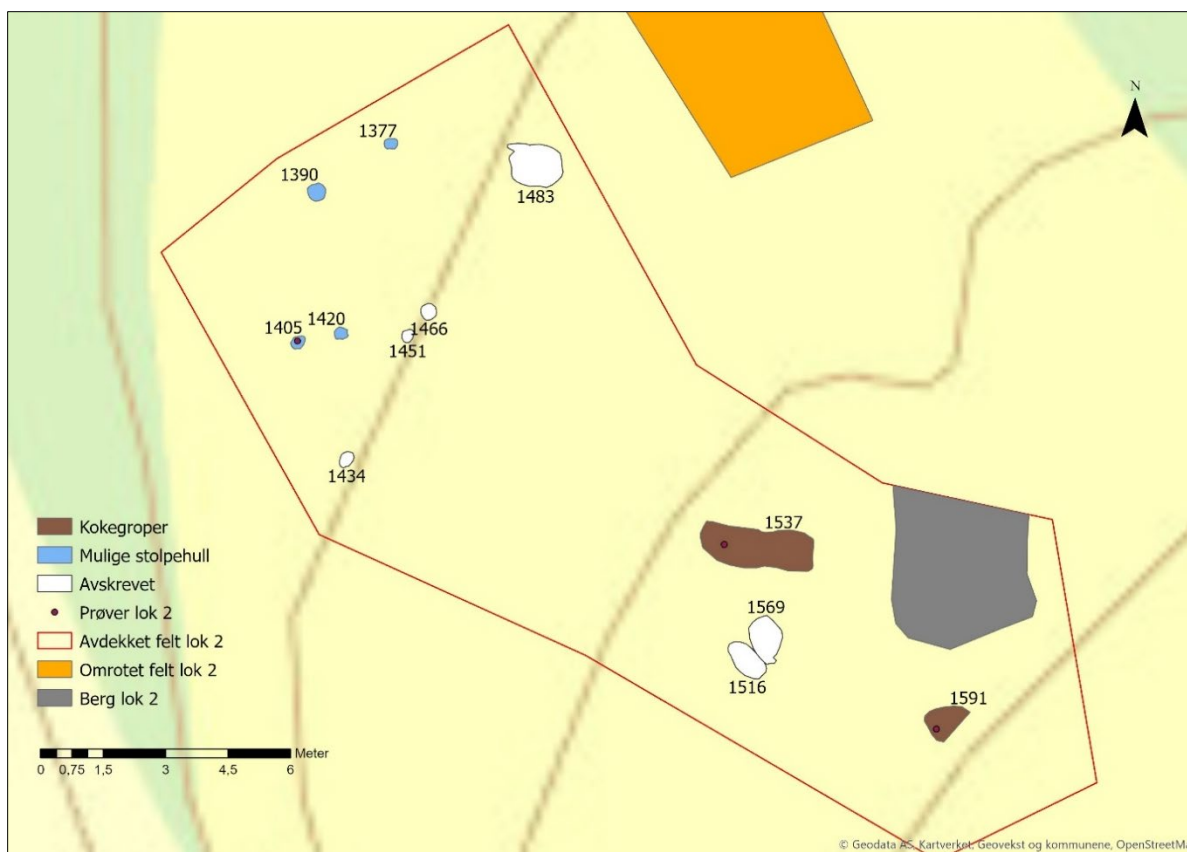 N
1377
1390
1483
1405
1420
1466
1451
1434
1537
1569
1516
1591
Kokegroper
Mulige stolpehull
Avskrevet
Prøver lok 2
Avdekket felt lok 2
Omrotet felt lok 2
Berg lok 2
Meter
0 0,75 1,5 3 4,5 6
© Geodata AS, Kartverket, Geovekst og kommunene, OpenStreetMa